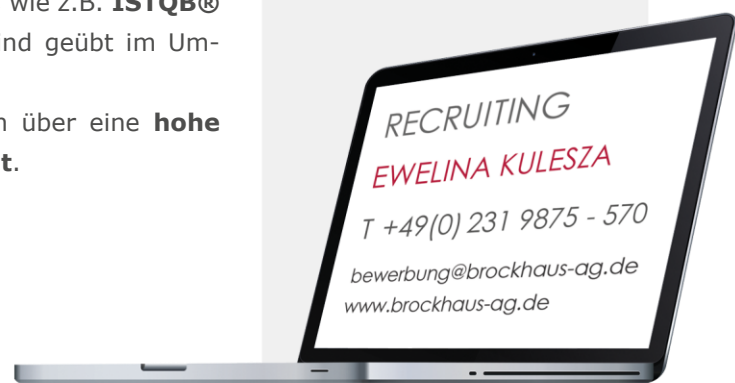 wie z.B. ISTQB®
nd geübt im Um-
über eine hohe
t.
RECRUITING
EWELINA KULESZA
T +49(0) 231 9875 - 570
bewerbung@brockhaus-ag.de
www.brockhaus-ag.de